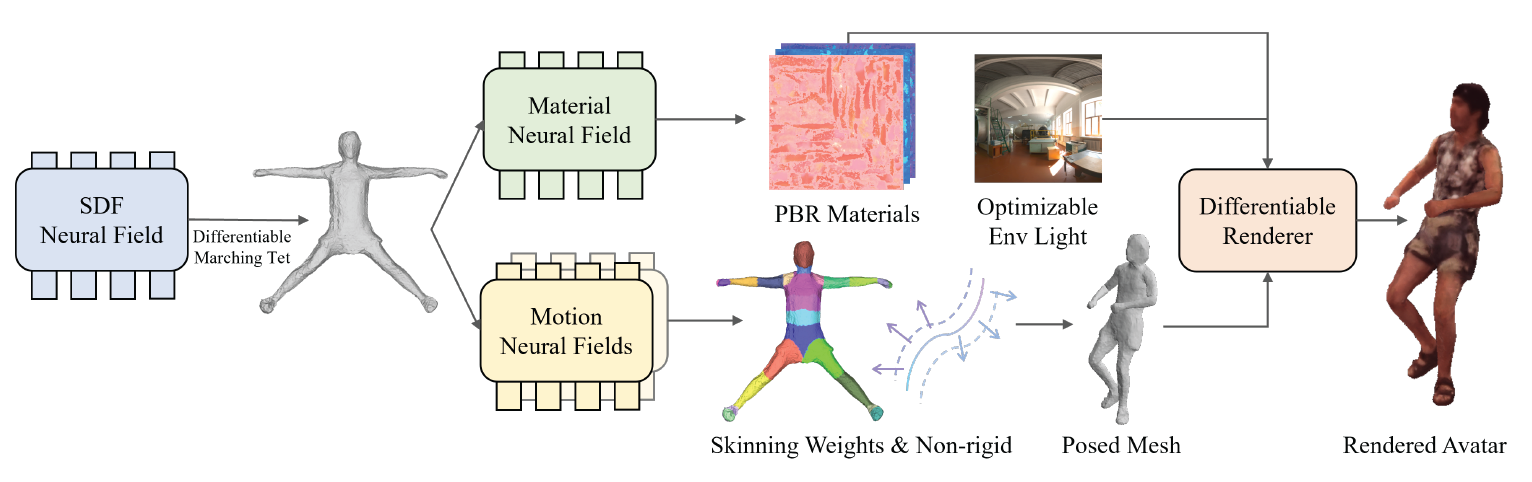 SDF
Neural Field
Differentiable
Marching Tet
Material
Neural Field
Motion
Neural Fields
PBR Materials
Optimizable
Env Light
Skinning Weights & Non-rigid
Posed Mesh
Differentiable
Renderer
Rendered Avatar